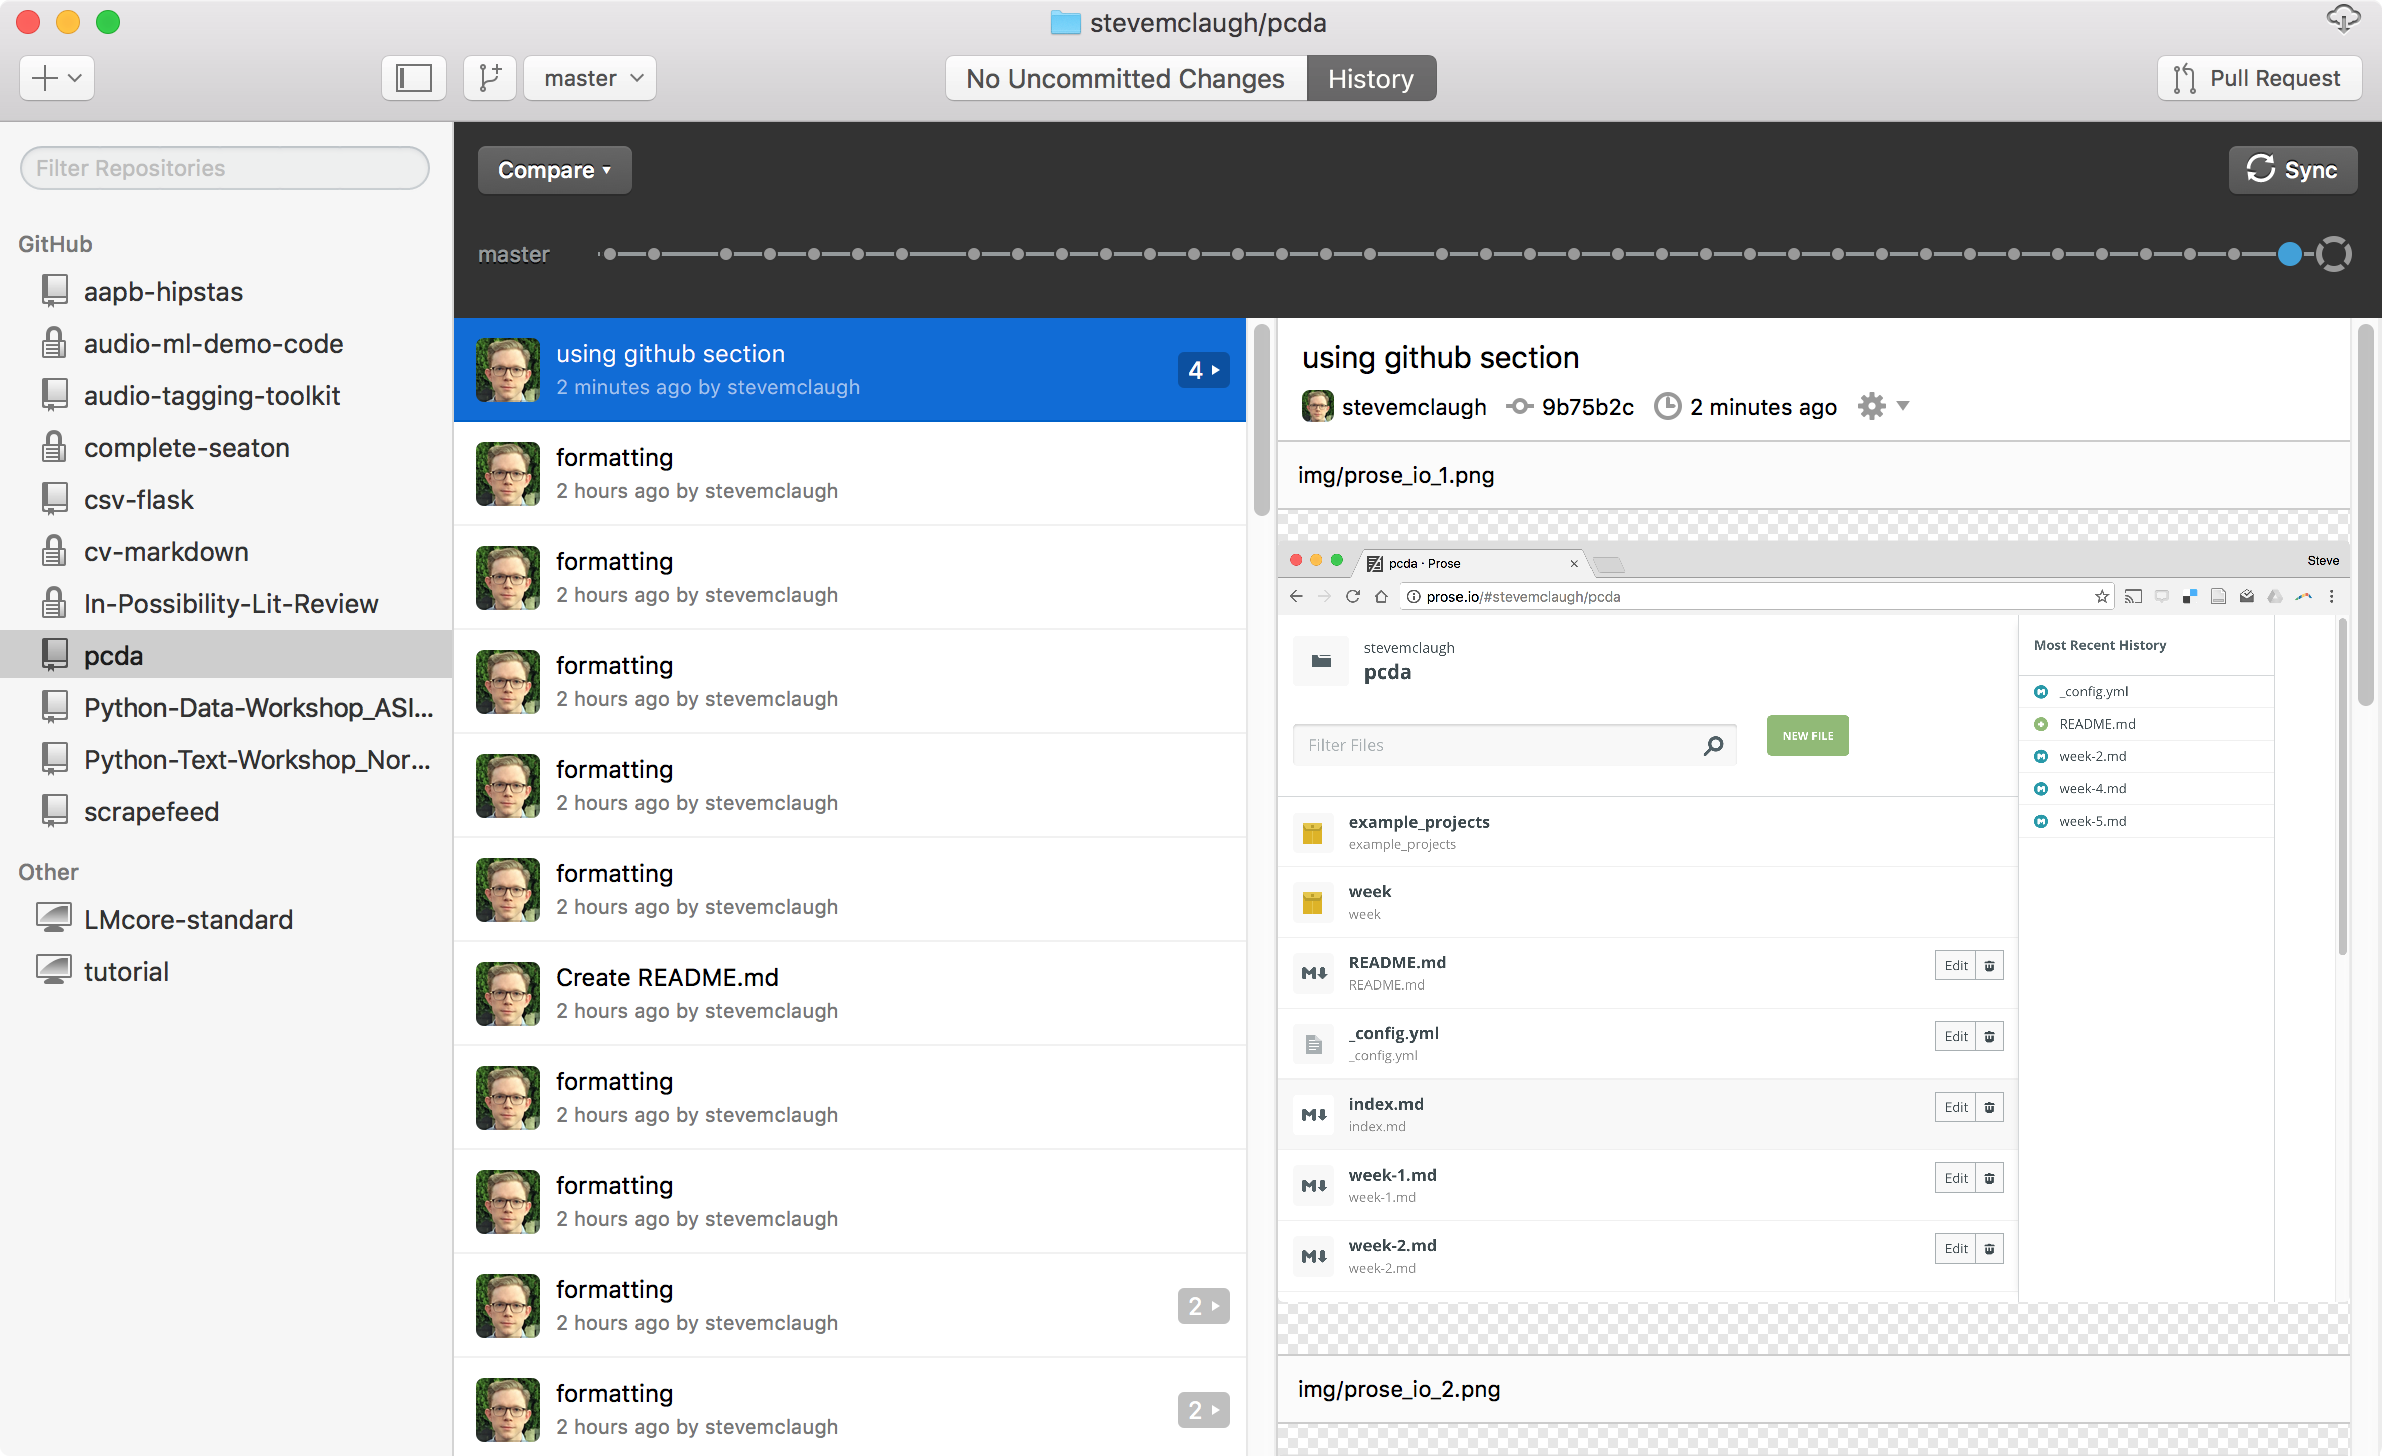 stevemclaugh/pcda
master
No Uncommitted Changes
History
Pull Request
Filter Repositories
GitHub
aapb-hipstas
audio-ml-demo-code
audio-tagging-toolkit
complete-seaton
csv-flask
cv-markdown
In-Possibility-Lit-Review
pcda
Python-Data-Workshop_ASI...
Python-Text-Workshop_Nor...
scrapefeed
Other
LMcore-standard
tutorial
Compare
Sync
master
using github section
2 minutes ago by stevemclaugh
4
formatting
2 hours ago by stevemclaugh
formatting
2 hours ago by stevemclaugh
formatting
2 hours ago by stevemclaugh
formatting
2 hours ago by stevemclaugh
formatting
2 hours ago by stevemclaugh
Create README.md
2 hours ago by stevemclaugh
formatting
2 hours ago by stevemclaugh
formatting
2 hours ago by stevemclaugh
formatting
2 hours ago by stevemclaugh
2
formatting
2 hours ago by stevemclaugh
2
using github section
stevemclaugh 9b75b2c 2 minutes ago
img/prose_io_1.png
pcda · Prose
Steve
prose.io/#stevemclaugh/pcda
stevemclaugh
pcda
Filter Files
NEW FILE
example_projects
example_projects
week
week
README.md
README.md
Edit
_config.yml
_config.yml
Edit
index.md
index.md
Edit
week-1.md
week-1.md
Edit
week-2.md
week-2.md
Edit
Most Recent History
_config.yml
README.md
week-2.md
week-4.md
week-5.md
img/prose_io_2.png